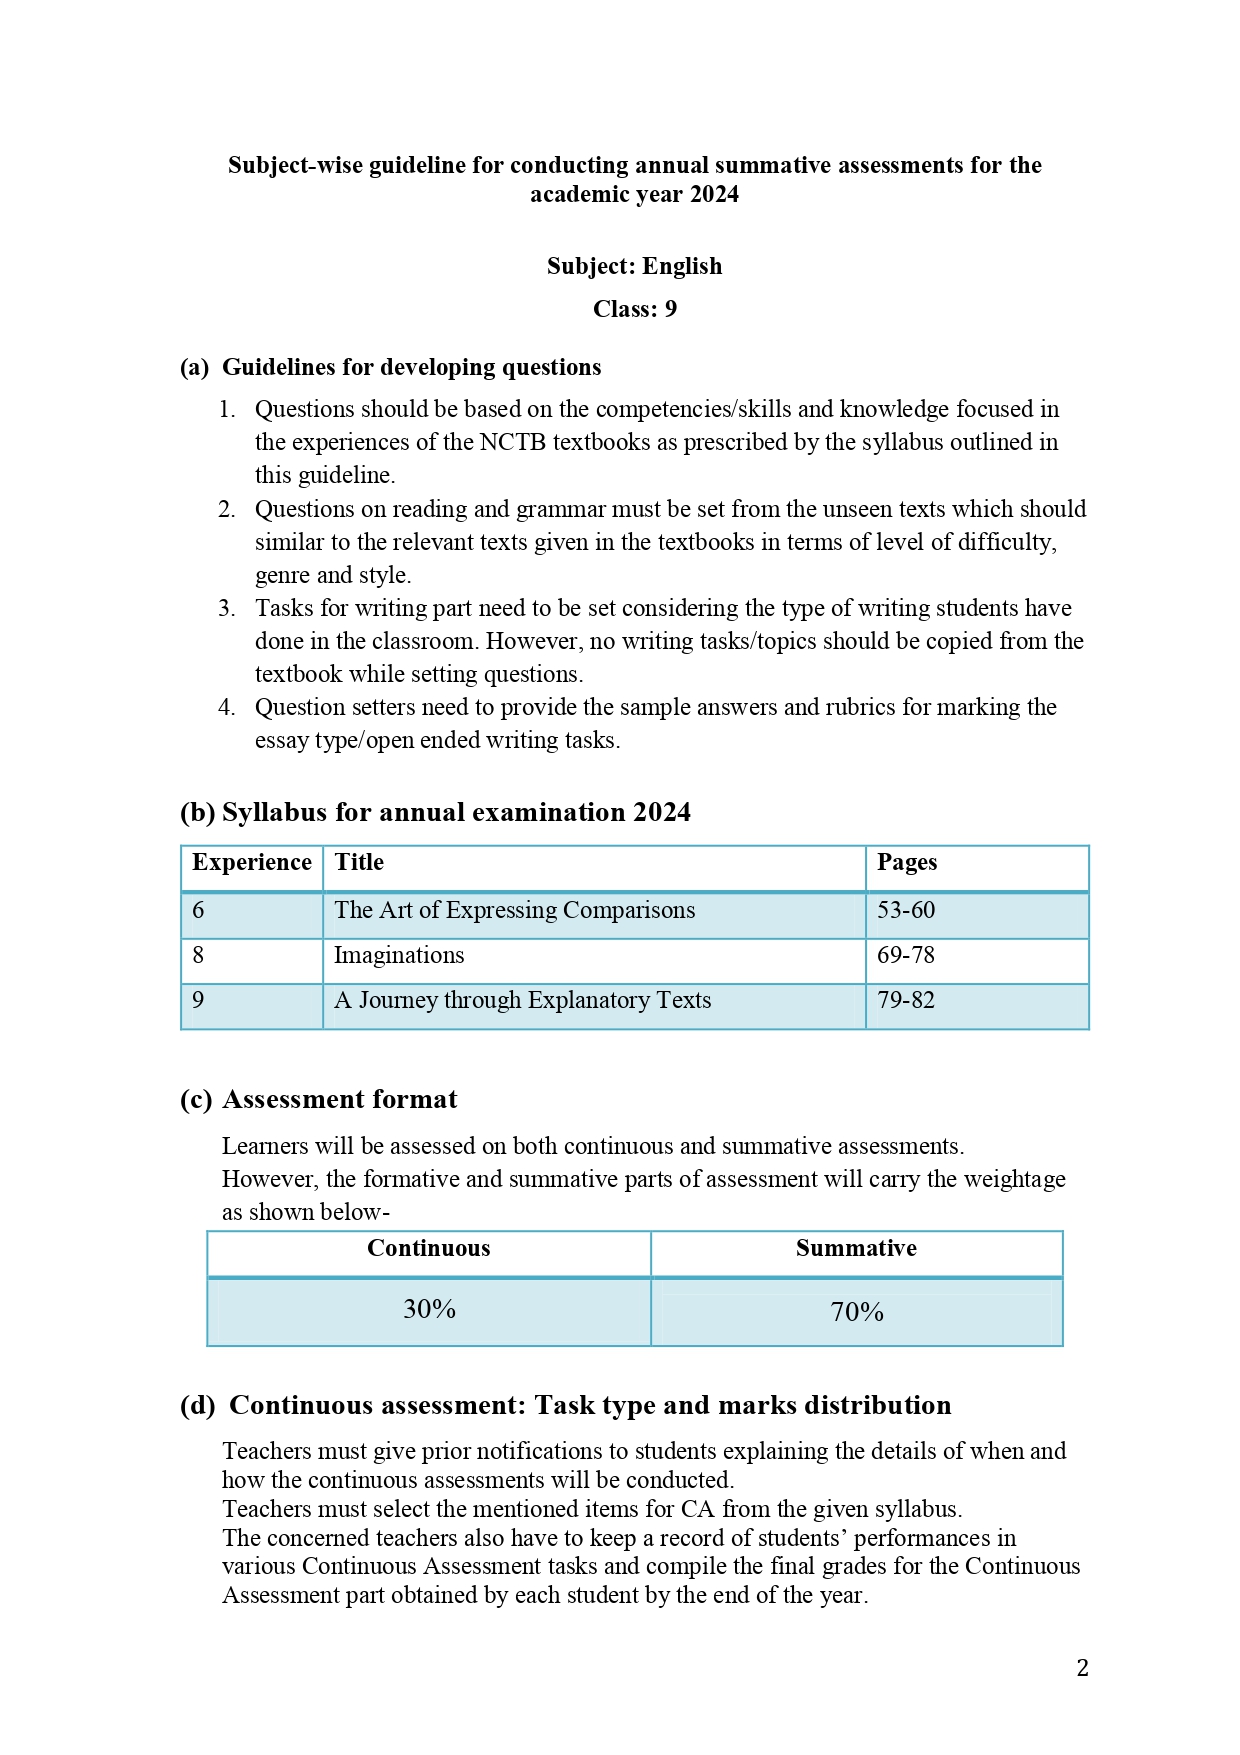 Subject-wise guideline for conducting annual summative assessments for the
academic year 2024
Subject: English
Class: 9
(a) Guidelines for developing questions
1. Questions should be based on the competencies/skills and knowledge focused in
the experiences of the NCTB textbooks as prescribed by the syllabus outlined in
this guideline.
2. Questions on reading and grammar must be set from the unseen texts which should
similar to the relevant texts given in the textbooks in terms of level of difficulty,
genre and style.
3. Tasks for writing part need to be set considering the type of writing students have
done in the classroom. However, no writing tasks/topics should be copied from the
textbook while setting questions.
4. Question setters need to provide the sample answers and rubrics for marking the
essay type/open ended writing tasks.
(b) Syllabus for annual examination 2024
Experience Title Pages
6 The Art of Expressing Comparisons 53-60
8 Imaginations 69-78
9 A Journey through Explanatory Texts 79-82
(c) Assessment format
Learners will be assessed on both continuous and summative assessments.
However, the formative and summative parts of assessment will carry the weightage
as shown below-
Continuous Summative
30% 70%
(d) Continuous assessment: Task type and marks distribution
Teachers must give prior notifications to students explaining the details of when and
how the continuous assessments will be conducted.
Teachers must select the mentioned items for CA from the given syllabus.
The concerned teachers also have to keep a record of students’ performances in
various Continuous Assessment tasks and compile the final grades for the Continuous
Assessment part obtained by each student by the end of the year.
2